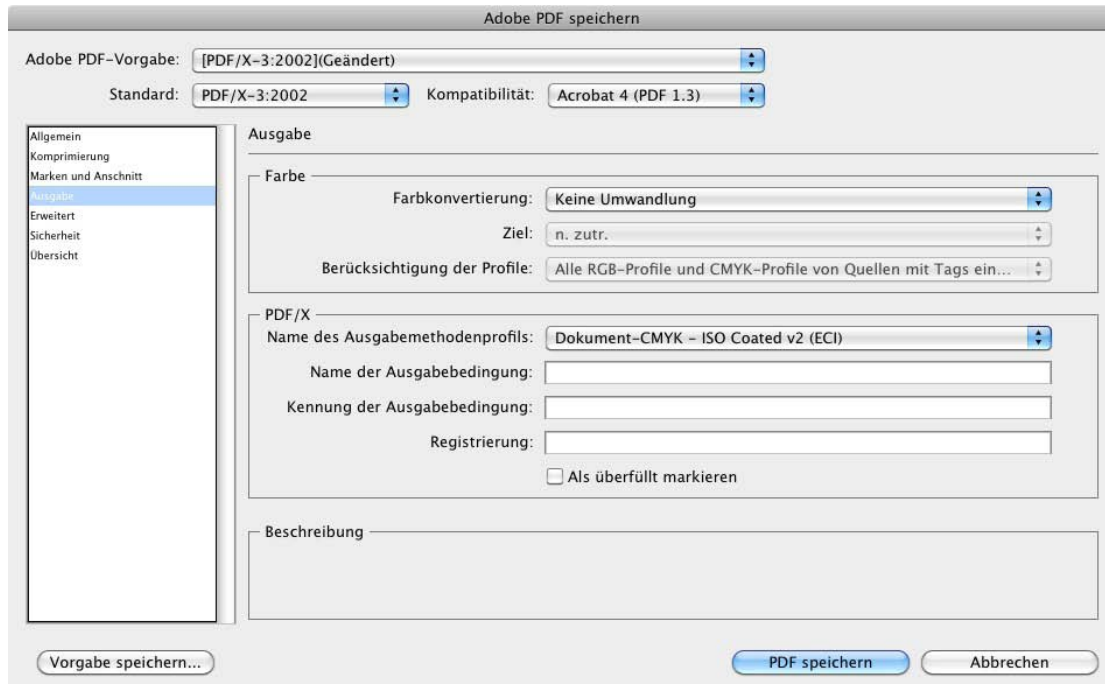 Adobe PDF speichern
Adobe PDF-Vorgabe: [PDF/X-3:2002](Geändert)
Standard: PDF/X-3:2002 Kompatibilität: Acrobat 4 (PDF 1.3)
Allgemein
Komprimierung
Marken und Anschnitt
Ausgabe
Erweitert
Sicherheit
Übersicht
Ausgabe
Farbe
Farbkonvertierung: Keine Umwandlung
Ziel: n. zutr.
Berücksichtigung der Profile: Alle RGB-Profile und CMYK-Profile von Quellen mit Tags ein...
PDF/X
Name des Ausgabemethodenprofils: Dokument-CMYK – ISO Coated v2 (ECI)
Name der Ausgabebedingung:
Kennung der Ausgabebedingung:
Registrierung:
Als überfüllt markieren
Beschreibung
Vorgabe speichern... PDF speichern Abbrechen